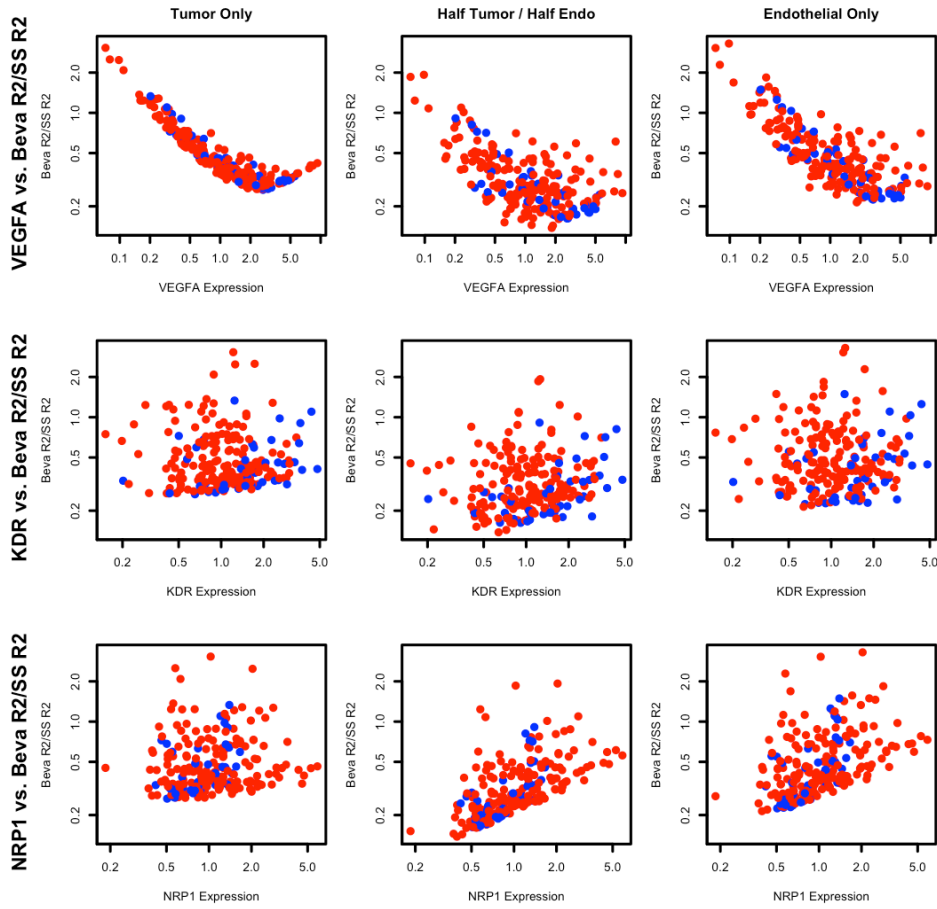 Tumor Only
Half Tumor / Half Endo
Endothelial Only
VEGFA vs. Beva R2/SS R2
Beva R2/SS R2
2.0
1.0
0.5
0.2
0.1 0.2 0.5 1.0 2.0 5.0
VEGFA Expression
Beva R2/SS R2
2.0
1.0
0.5
0.2
0.1 0.2 0.5 1.0 2.0 5.0
VEGFA Expression
Beva R2/SS R2
2.0
1.0
0.5
0.2
0.1 0.2 0.5 1.0 2.0 5.0
VEGFA Expression
KDR vs. Beva R2/SS R2
Beva R2/SS R2
2.0
1.0
0.5
0.2
0.2 0.5 1.0 2.0 5.0
KDR Expression
Beva R2/SS R2
2.0
1.0
0.5
0.2
0.2 0.5 1.0 2.0 5.0
KDR Expression
Beva R2/SS R2
2.0
1.0
0.5
0.2
0.2 0.5 1.0 2.0 5.0
KDR Expression
NRP1 vs. Beva R2/SS R2
Beva R2/SS R2
2.0
1.0
0.5
0.2
0.2 0.5 1.0 2.0 5.0
NRP1 Expression
Beva R2/SS R2
2.0
1.0
0.5
0.2
0.2 0.5 1.0 2.0 5.0
NRP1 Expression
Beva R2/SS R2
2.0
1.0
0.5
0.2
0.2 0.5 1.0 2.0 5.0
NRP1 Expression